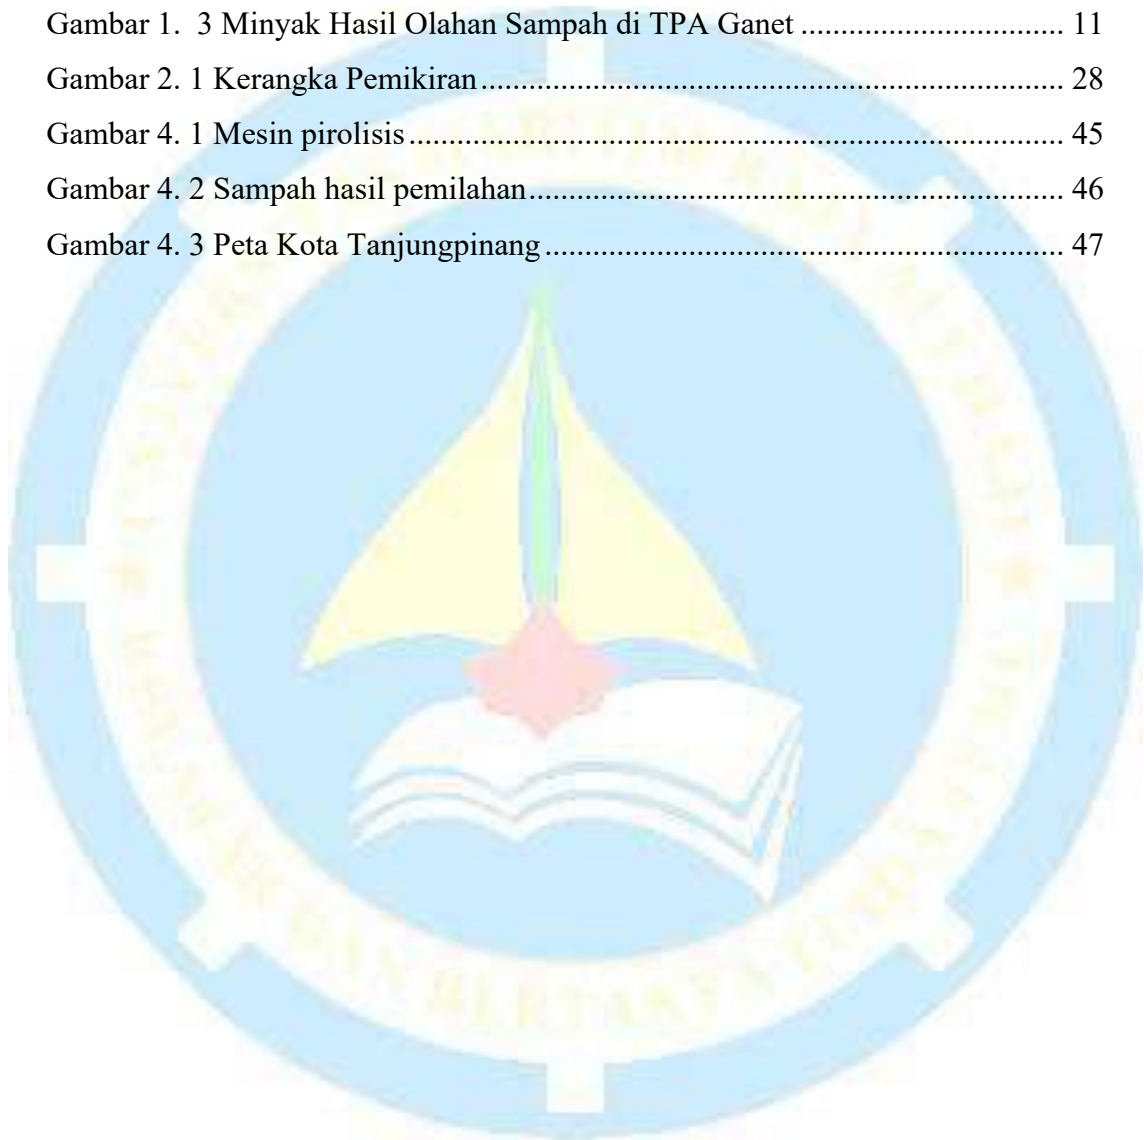 Gambar 1.  3 Minyak Hasil Olahan Sampah di TPA Ganet ................................. 11
Gambar 2. 1 Kerangka Pemikiran ......................................................................... 28
Gambar 4. 1 Mesin pirolisis .................................................................................. 45
Gambar 4. 2 Sampah hasil pemilahan ................................................................... 46
Gambar 4. 3 Peta Kota Tanjungpinang ................................................................. 47